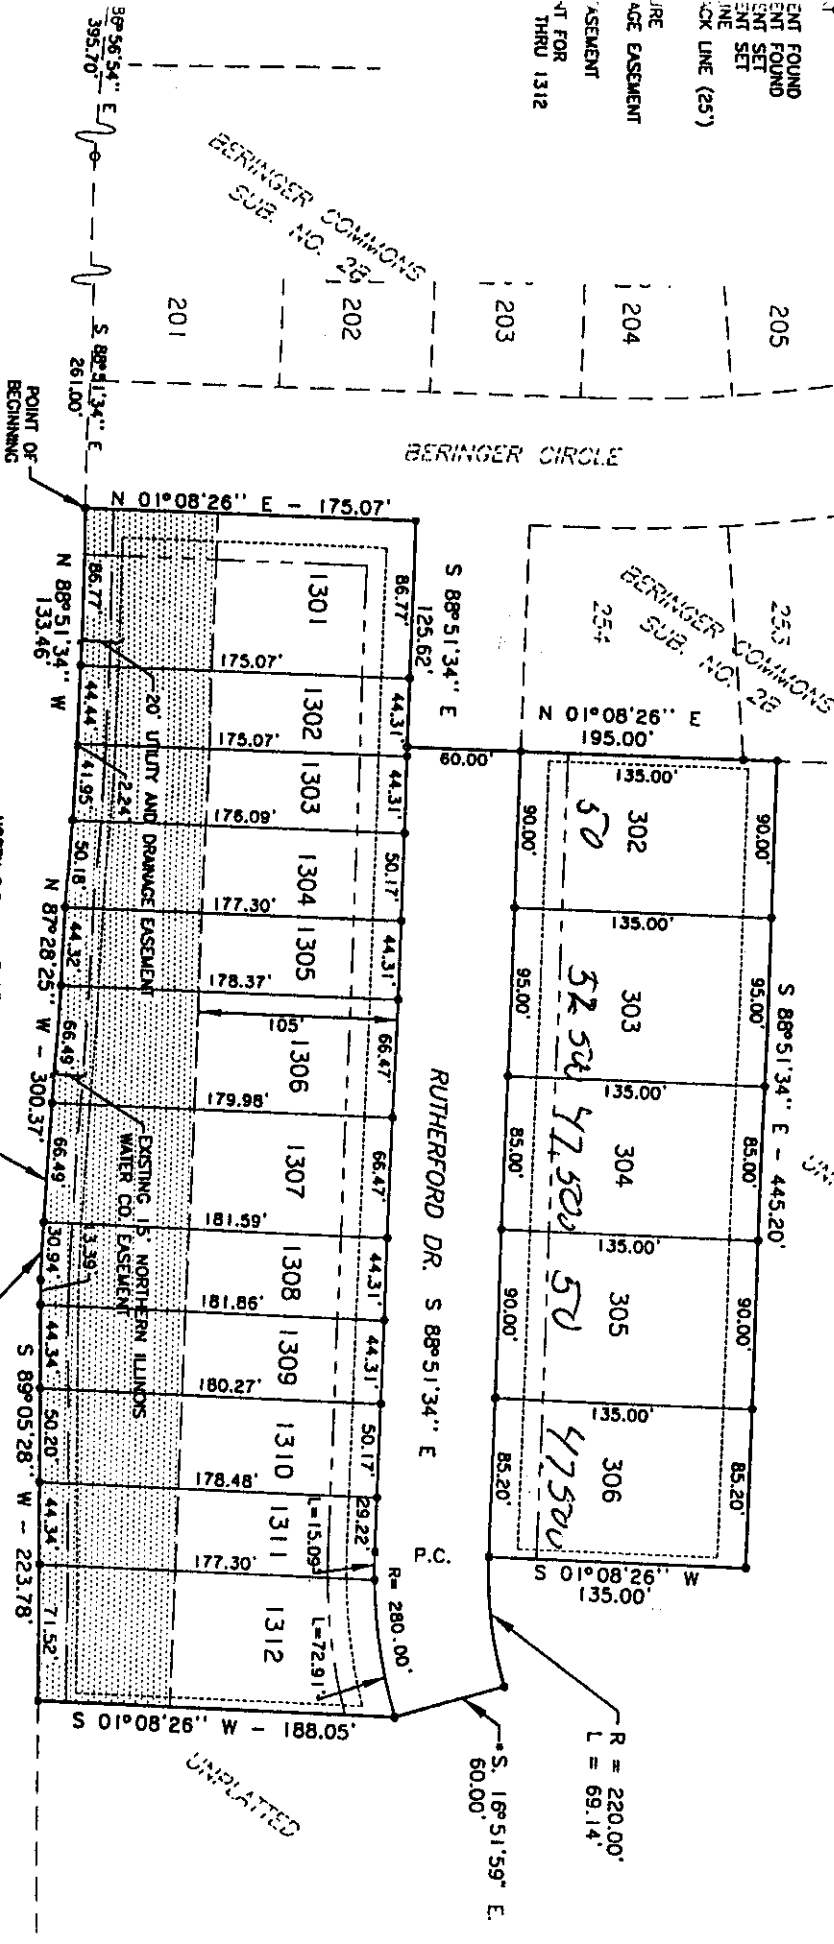 ENT FOUND
ENT FOUND
ENT SET
ENT SET
INE
CK LINE (25')
URE
AGE EASEMENT
ASEMENT
NT FOR
THRU 1312
BERINGER COMMONS
SUB. NO. 28
205
204
203
202
201
56'54" E
395.70'
S 88°51'34" E
261.00'
POINT OF
BEGINNING
BERINGER CIRCLE
BERINGER COMMONS
SUB. NO. 28
253
254
N 01°08'26" E
195.00'
60.00'
S 88°51'34" E - 445.20'
90.00'
95.00'
85.00'
90.00'
85.20'
135.00'
135.00'
135.00'
135.00'
135.00'
302
303
304
305
306
50
52 500
47 500
50
47500
90.00'
95.00'
85.00'
90.00'
85.20'
S 01°08'26" W
135.00'
R = 220.00'
L = 69.14'
*S. 16°51'59" E.
60.00'
P.C.
RUTHERFORD DR. S 88°51'34" E
S 88°51'34" E
125.62'
N 01°08'26" E - 175.07'
86.77'
44.31'
44.31'
50.17'
44.31'
66.47'
66.47'
44.31'
44.31'
50.17'
29.22'
L=15.09'
R= 280.00'
L=72.91'
1301
1302
1303
1304
1305
1306
1307
1308
1309
1310
1311
1312
175.07'
175.07'
176.09'
177.30'
178.37'
105'
179.98'
181.59'
181.86'
180.27'
178.48'
177.30'
S 01°08'26" W - 188.05'
20' UTILITY AND DRAINAGE EASEMENT
EXISTING 15' NORTHERN ILLINOIS
WATER CO. EASEMENT
86.77'
44.44'
2.24'
41.95'
50.18'
44.32'
66.49'
66.49'
30.94'
13.39'
44.34'
50.20'
44.34'
71.52'
N 88°51'34" W
133.46'
N 87°28'25" W - 300.37'
S 89°05'28" W - 223.78'
UNPLATTED